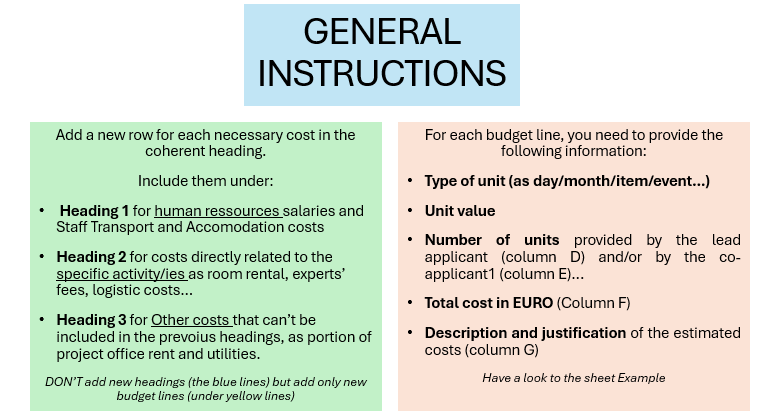 GENERAL
INSTRUCTIONS
Add a new row for each necessary cost in the
coherent heading.
Include them under:
• Heading 1 for human ressources salaries and
Staff Transport and Accomodation costs
• Heading 2 for costs directly related to the
specific activity/ies as room rental, experts’
fees, logistic costs...
• Heading 3 for Other costs that can’t be
included in the prevoius headings, as portion of
project office rent and utilities.
DON’T add new headings (the blue lines) but add only new
budget lines (under yellow lines)
For each budget line, you need to provide the
following information:
• Type of unit (as day/month/item/event...)
• Unit value
• Number of units provided by the lead
applicant (column D) and/or by the co-
applicant1 (column E)...
• Total cost in EURO (Column F)
• Description and justification of the estimated
costs (column G)
Have a look to the sheet Example